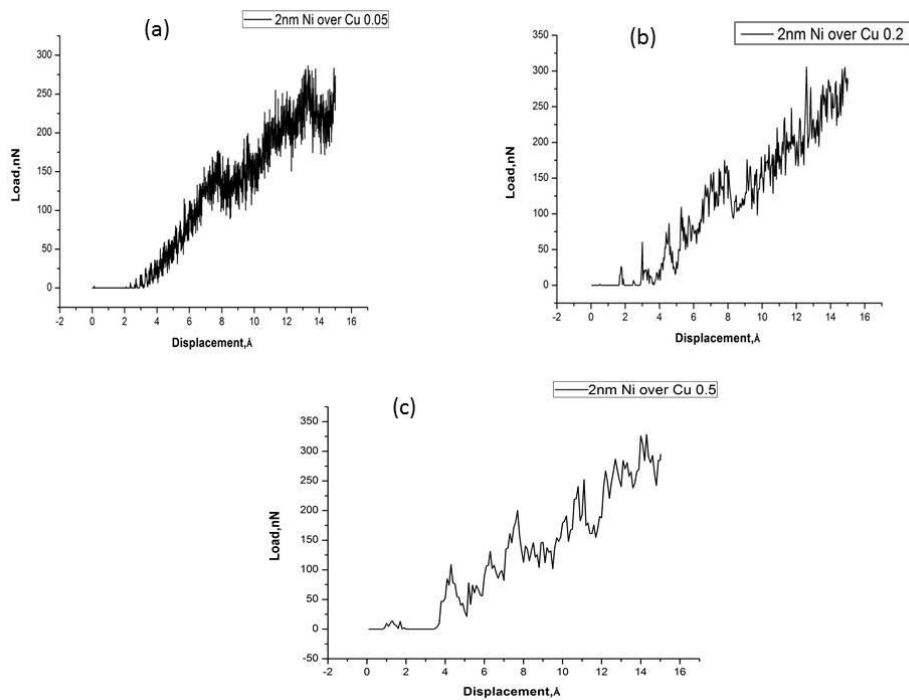 (a)
2nm Ni over Cu 0.05
300
250
200
150
100
50
0
Load,nN
-2 0 2 4 6 8 10 12 14 16
Displacement,Å
(b)
2nm Ni over Cu 0.2
350
300
250
200
150
100
50
0
-50
Load,nN
-2 0 2 4 6 8 10 12 14 16
Displacement,Å
(c)
2nm Ni over Cu 0.5
350
300
250
200
150
100
50
0
-50
Load,nN
-2 0 2 4 6 8 10 12 14 16
Displacement,Å